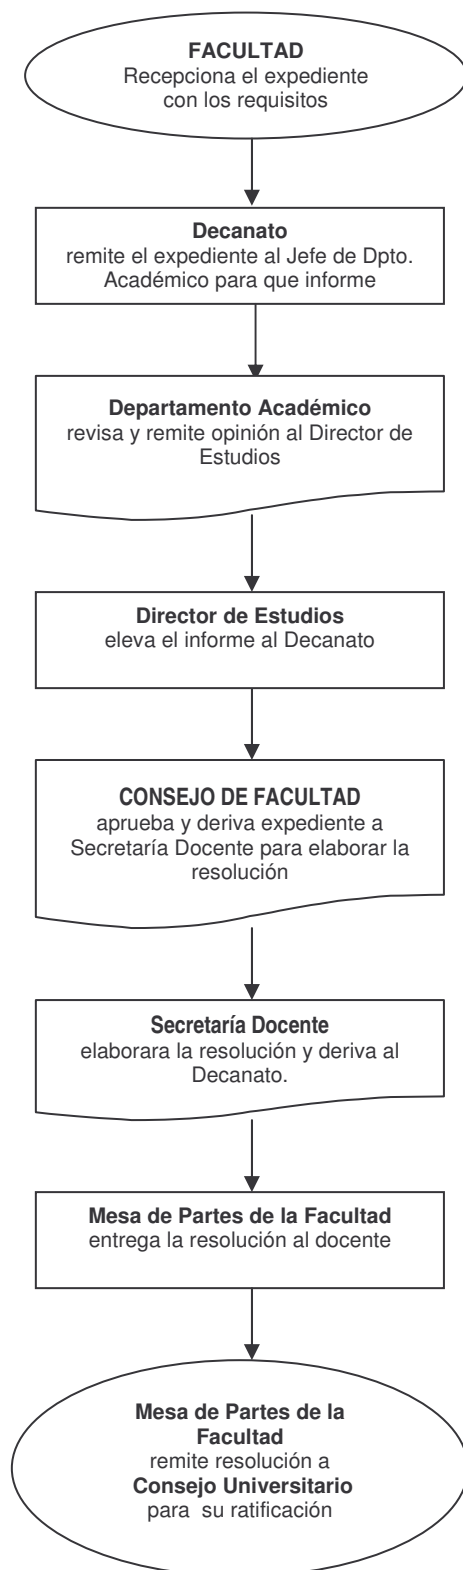 FACULTAD
Recepciona el expediente
con los requisitos
Decanato
remite el expediente al Jefe de Dpto.
Académico para que informe
Departamento Académico
revisa y remite opinión al Director de
Estudios
Director de Estudios
eleva el informe al Decanato
CONSEJO DE FACULTAD
aprueba y deriva expediente a
Secretaría Docente para elaborar la
resolución
Secretaría Docente
elaborara la resolución y deriva al
Decanato.
Mesa de Partes de la Facultad
entrega la resolución al docente
Mesa de Partes de la
Facultad
remite resolución a
Consejo Universitario
para su ratificación